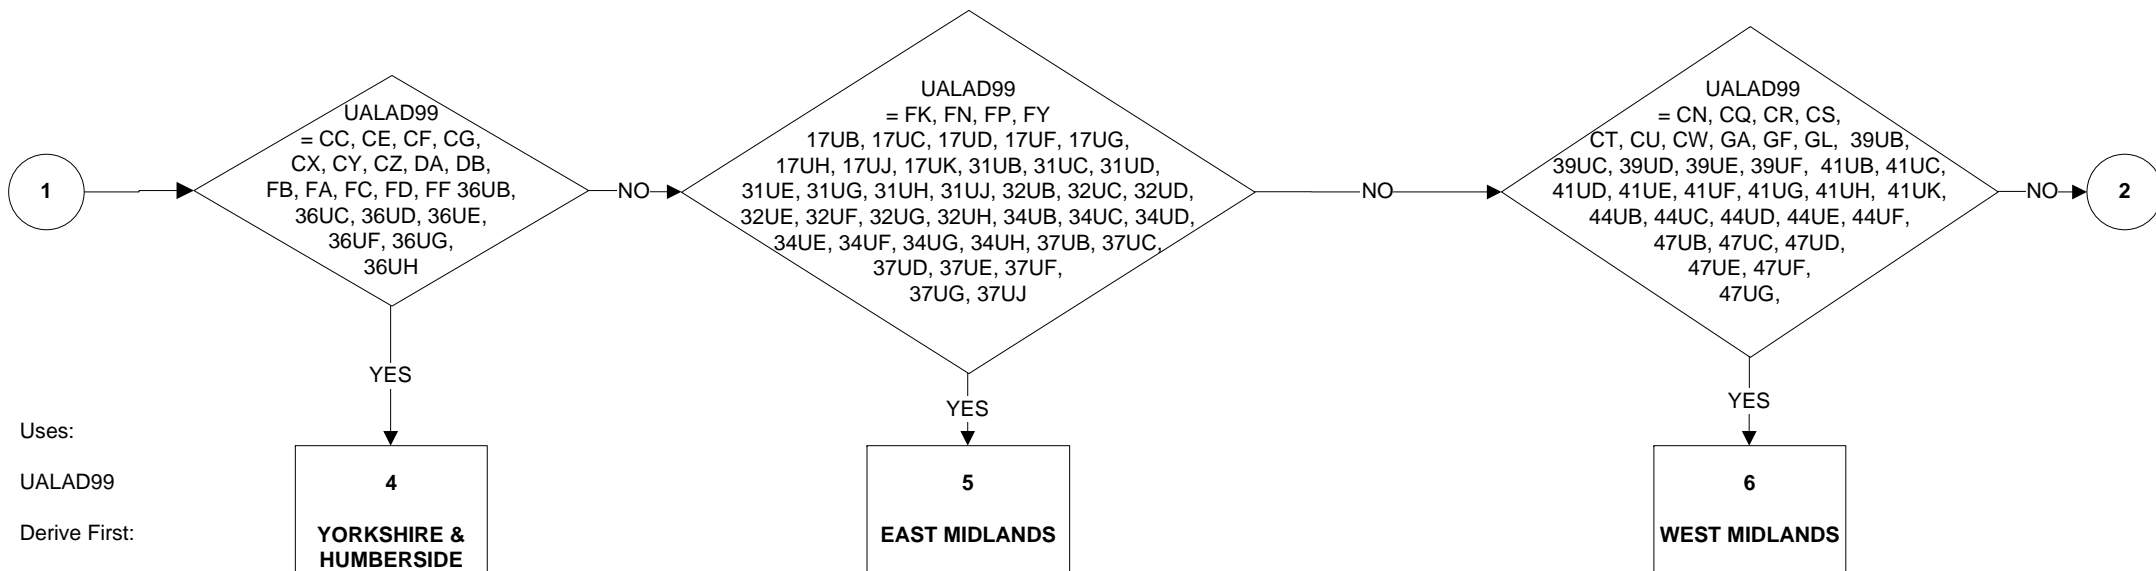 1
UALAD99
= CC, CE, CF, CG,
CX, CY, CZ, DA, DB,
FB, FA, FC, FD, FF 36UB,
36UC, 36UD, 36UE,
36UF, 36UG,
36UH
NO
YES
UALAD99
= FK, FN, FP, FY
17UB, 17UC, 17UD, 17UF, 17UG,
17UH, 17UJ, 17UK, 31UB, 31UC, 31UD,
31UE, 31UG, 31UH, 31UJ, 32UB, 32UC, 32UD,
32UE, 32UF, 32UG, 32UH, 34UB, 34UC, 34UD,
34UE, 34UF, 34UG, 34UH, 37UB, 37UC,
37UD, 37UE, 37UF,
37UG, 37UJ
NO
YES
UALAD99
= CN, CQ, CR, CS,
CT, CU, CW, GA, GF, GL, 39UB,
39UC, 39UD, 39UE, 39UF, 41UB, 41UC,
41UD, 41UE, 41UF, 41UG, 41UH, 41UK,
44UB, 44UC, 44UD, 44UE, 44UF,
47UB, 47UC, 47UD,
47UE, 47UF,
47UG,
NO
YES
2
Uses:
UALAD99
Derive First:
4
YORKSHIRE &
HUMBERSIDE
5
EAST MIDLANDS
6
WEST MIDLANDS